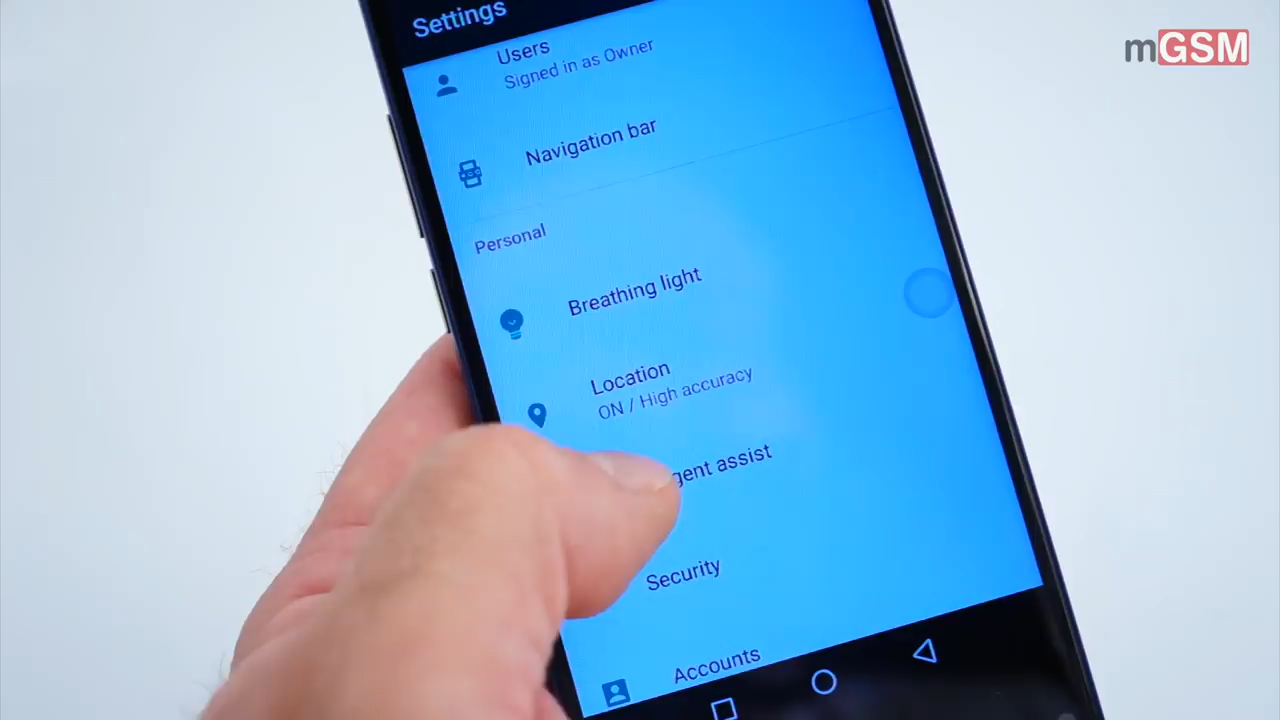 Settings
mGSM
Users
Signed in as Owner
Navigation bar
Personal
Breathing light
Location
ON / High accuracy
assist
Security
Accounts